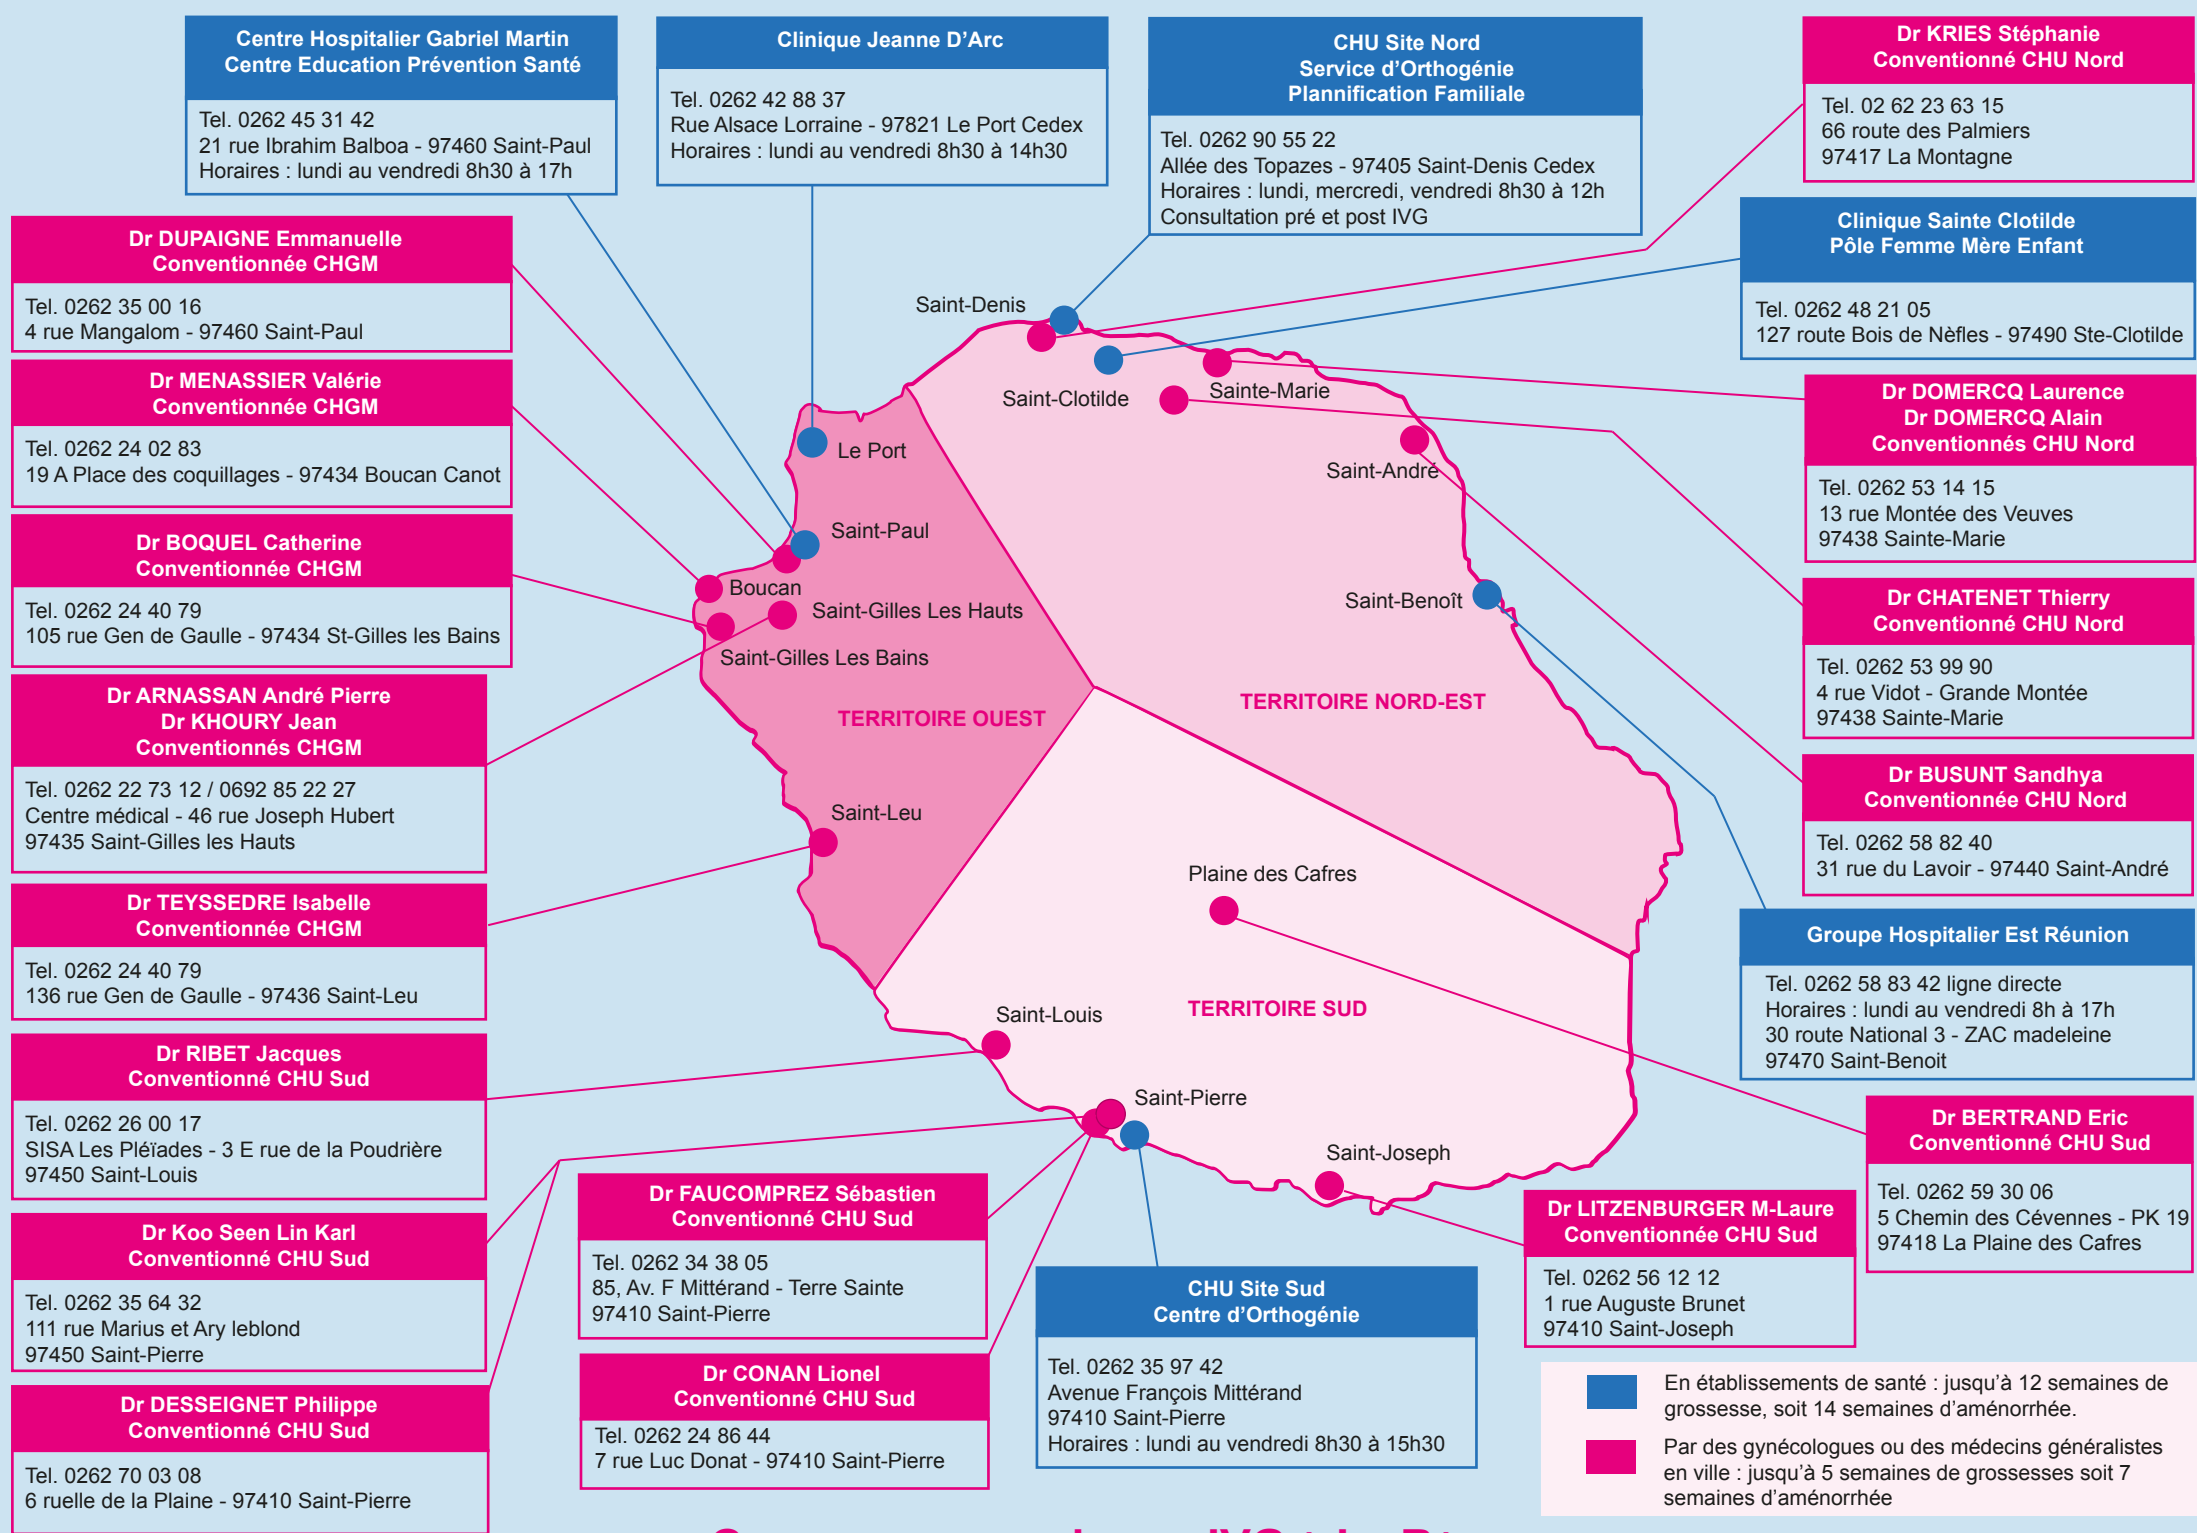 Centre Hospitalier Gabriel Martin
Centre Education Prévention Santé
Tel. 0262 45 31 42
21 rue Ibrahim Balboa - 97460 Saint-Paul
Horaires : lundi au vendredi 8h30 à 17h
Clinique Jeanne D’Arc
Tel. 0262 42 88 37
Rue Alsace Lorraine - 97821 Le Port Cedex
Horaires : lundi au vendredi 8h30 à 14h30
CHU Site Nord
Service d’Orthogénie
Plannification Familiale
Tel. 0262 90 55 22
Allée des Topazes - 97405 Saint-Denis Cedex
Horaires : lundi, mercredi, vendredi 8h30 à 12h
Consultation pré et post IVG
Dr KRIES Stéphanie
Conventionné CHU Nord
Tel. 02 62 23 63 15
66 route des Palmiers
97417 La Montagne
Clinique Sainte Clotilde
Pôle Femme Mère Enfant
Tel. 0262 48 21 05
127 route Bois de Nèfles - 97490 Ste-Clotilde
Dr DUPAIGNE Emmanuelle
Conventionnée CHGM
Tel. 0262 35 00 16
4 rue Mangalom - 97460 Saint-Paul
Dr MENASSIER Valérie
Conventionnée CHGM
Tel. 0262 24 02 83
19 A Place des coquillages - 97434 Boucan Canot
Dr BOQUEL Catherine
Conventionnée CHGM
Tel. 0262 24 40 79
105 rue Gen de Gaulle - 97434 St-Gilles les Bains
Dr ARNASSAN André Pierre
Dr KHOURY Jean
Conventionnés CHGM
Tel. 0262 22 73 12 / 0692 85 22 27
Centre médical - 46 rue Joseph Hubert
97435 Saint-Gilles les Hauts
Dr TEYSSEDRE Isabelle
Conventionnée CHGM
Tel. 0262 24 40 79
136 rue Gen de Gaulle - 97436 Saint-Leu
Dr RIBET Jacques
Conventionné CHU Sud
Tel. 0262 26 00 17
SISA Les Pléïades - 3 E rue de la Poudrière
97450 Saint-Louis
Dr Koo Seen Lin Karl
Conventionné CHU Sud
Tel. 0262 35 64 32
111 rue Marius et Ary leblond
97450 Saint-Pierre
Dr DESSEIGNET Philippe
Conventionné CHU Sud
Tel. 0262 70 03 08
6 ruelle de la Plaine - 97410 Saint-Pierre
Saint-Denis
Saint-Clotilde
Sainte-Marie
Saint-André
Le Port
Saint-Paul
Boucan
Saint-Gilles Les Hauts
Saint-Gilles Les Bains
Saint-Benoît
TERRITOIRE OUEST
TERRITOIRE NORD-EST
Saint-Leu
Plaine des Cafres
TERRITOIRE SUD
Saint-Louis
Saint-Pierre
Saint-Joseph
Dr DOMERCQ Laurence
Dr DOMERCQ Alain
Conventionnés CHU Nord
Tel. 0262 53 14 15
13 rue Montée des Veuves
97438 Sainte-Marie
Dr CHATENET Thierry
Conventionné CHU Nord
Tel. 0262 53 99 90
4 rue Vidot - Grande Montée
97438 Sainte-Marie
Dr BUSUNT Sandhya
Conventionnée CHU Nord
Tel. 0262 58 82 40
31 rue du Lavoir - 97440 Saint-André
Groupe Hospitalier Est Réunion
Tel. 0262 58 83 42 ligne directe
Horaires : lundi au vendredi 8h à 17h
30 route National 3 - ZAC madeleine
97470 Saint-Benoit
Dr BERTRAND Eric
Conventionné CHU Sud
Tel. 0262 59 30 06
5 Chemin des Cévennes - PK 19
97418 La Plaine des Cafres
Dr FAUCOMPREZ Sébastien
Conventionné CHU Sud
Tel. 0262 34 38 05
85, Av. F Mittérand - Terre Sainte
97410 Saint-Pierre
Dr CONAN Lionel
Conventionné CHU Sud
Tel. 0262 24 86 44
7 rue Luc Donat - 97410 Saint-Pierre
CHU Site Sud
Centre d’Orthogénie
Tel. 0262 35 97 42
Avenue François Mittérand
97410 Saint-Pierre
Horaires : lundi au vendredi 8h30 à 15h30
Dr LITZENBURGER M-Laure
Conventionnée CHU Sud
Tel. 0262 56 12 12
1 rue Auguste Brunet
97410 Saint-Joseph
En établissements de santé : jusqu’à 12 semaines de
grossesse, soit 14 semaines d’aménorrhée.
Par des gynécologues ou des médecins généralistes
en ville : jusqu’à 5 semaines de grossesses soit 7
semaines d’aménorrhée